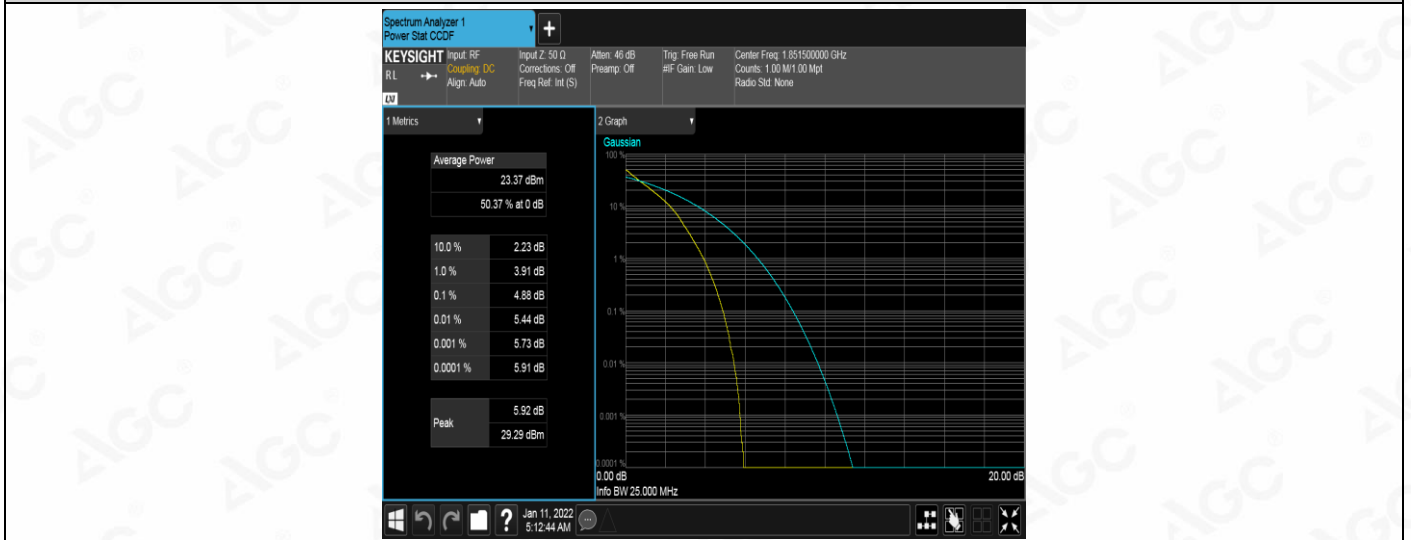 Spectrum Analyzer 1
Power Stat CCDF
+
KEYSIGHT
RL
LXI
Input: RF
Coupling: DC
Align: Auto
Input Z: 50 Ω
Corrections: Off
Freq Ref: Int (S)
Atten: 46 dB
Preamp: Off
Trig: Free Run
#IF Gain: Low
Center Freq: 1.851500000 GHz
Counts: 1.00 M/1.00 Mpt
Radio Std: None
1 Metrics
Average Power
23.37 dBm
50.37 % at 0 dB
10.0 % 2.23 dB
1.0 % 3.91 dB
0.1 % 4.88 dB
0.01 % 5.44 dB
0.001 % 5.73 dB
0.0001 % 5.91 dB
Peak
5.92 dB
29.29 dBm
2 Graph
Gaussian
100 %
10 %
1 %
0.1 %
0.01 %
0.001 %
0.0001 %
0.00 dB 20.00 dB
Info BW 25.000 MHz
?
Jan 11, 2022
5:12:44 AM